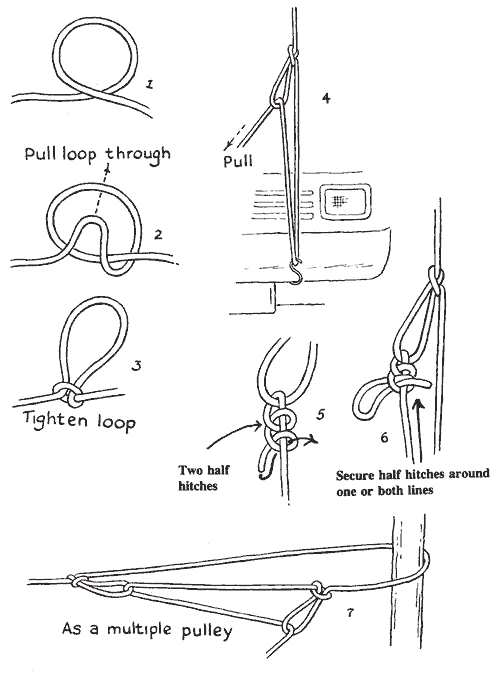 1
Pull loop through
2
3
Tighten loop
4
Pull
5
Two half
hitches
6
Secure half hitches around
one or both lines
7
As a multiple pulley